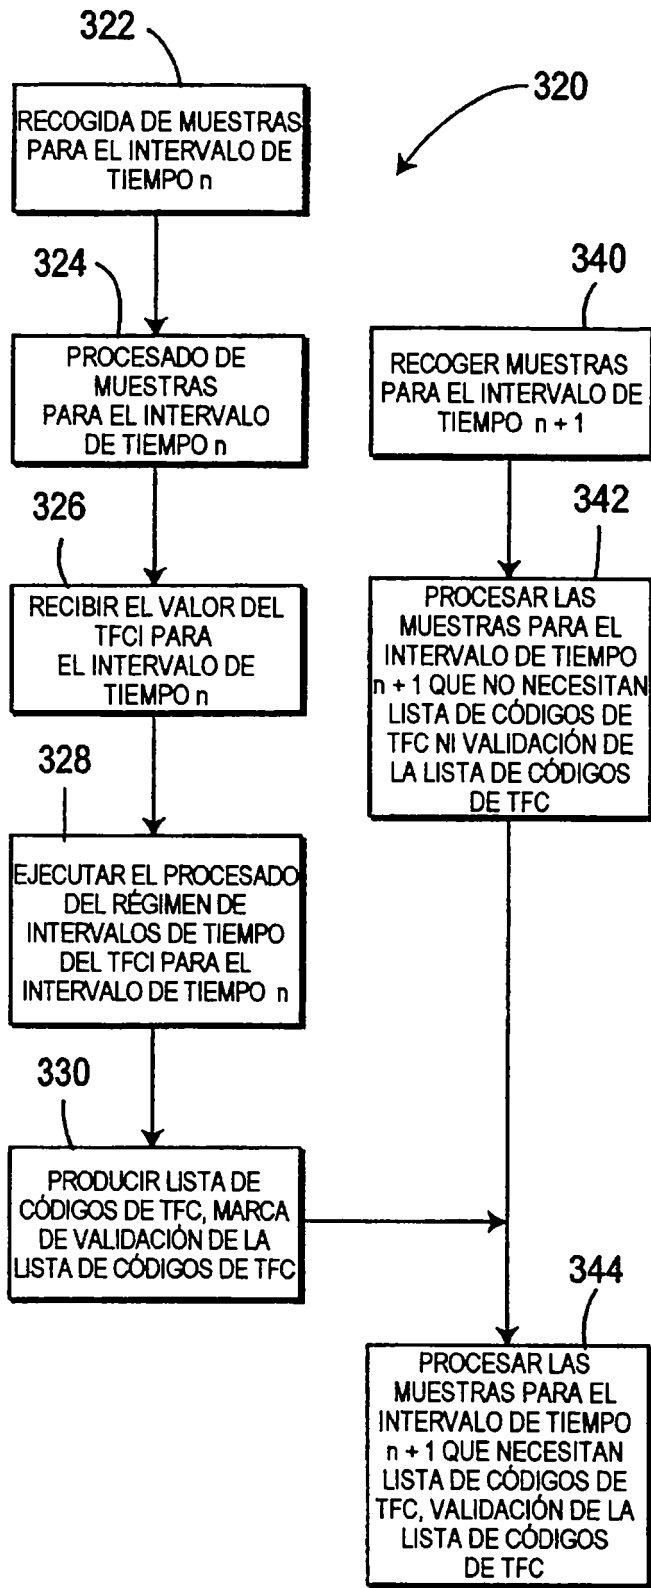 322
320
RECOGIDA DE MUESTRAS
PARA EL INTERVALO DE
TIEMPO n
324
PROCESADO DE
MUESTRAS
PARA EL INTERVALO
DE TIEMPO n
326
RECIBIR EL VALOR DEL
TFCI PARA
EL INTERVALO DE
TIEMPO n
328
EJECUTAR EL PROCESADO
DEL RÉGIMEN DE
INTERVALOS DE TIEMPO
DEL TFCI PARA EL
INTERVALO DE TIEMPO n
330
PRODUCIR LISTA DE
CÓDIGOS DE TFC, MARCA
DE VALIDACIÓN DE LA
LISTA DE CÓDIGOS DE TFC
340
RECOGER MUESTRAS
PARA EL INTERVALO DE
TIEMPO n + 1
342
PROCESAR LAS
MUESTRAS PARA EL
INTERVALO DE TIEMPO
n + 1 QUE NO NECESITAN
LISTA DE CÓDIGOS DE
TFC NI VALIDACIÓN DE
LA LISTA DE CÓDIGOS
DE TFC
344
PROCESAR LAS
MUESTRAS PARA EL
INTERVALO DE TIEMPO
n + 1 QUE NECESITAN
LISTA DE CÓDIGOS DE
TFC, VALIDACIÓN DE LA
LISTA DE CÓDIGOS
DE TFC